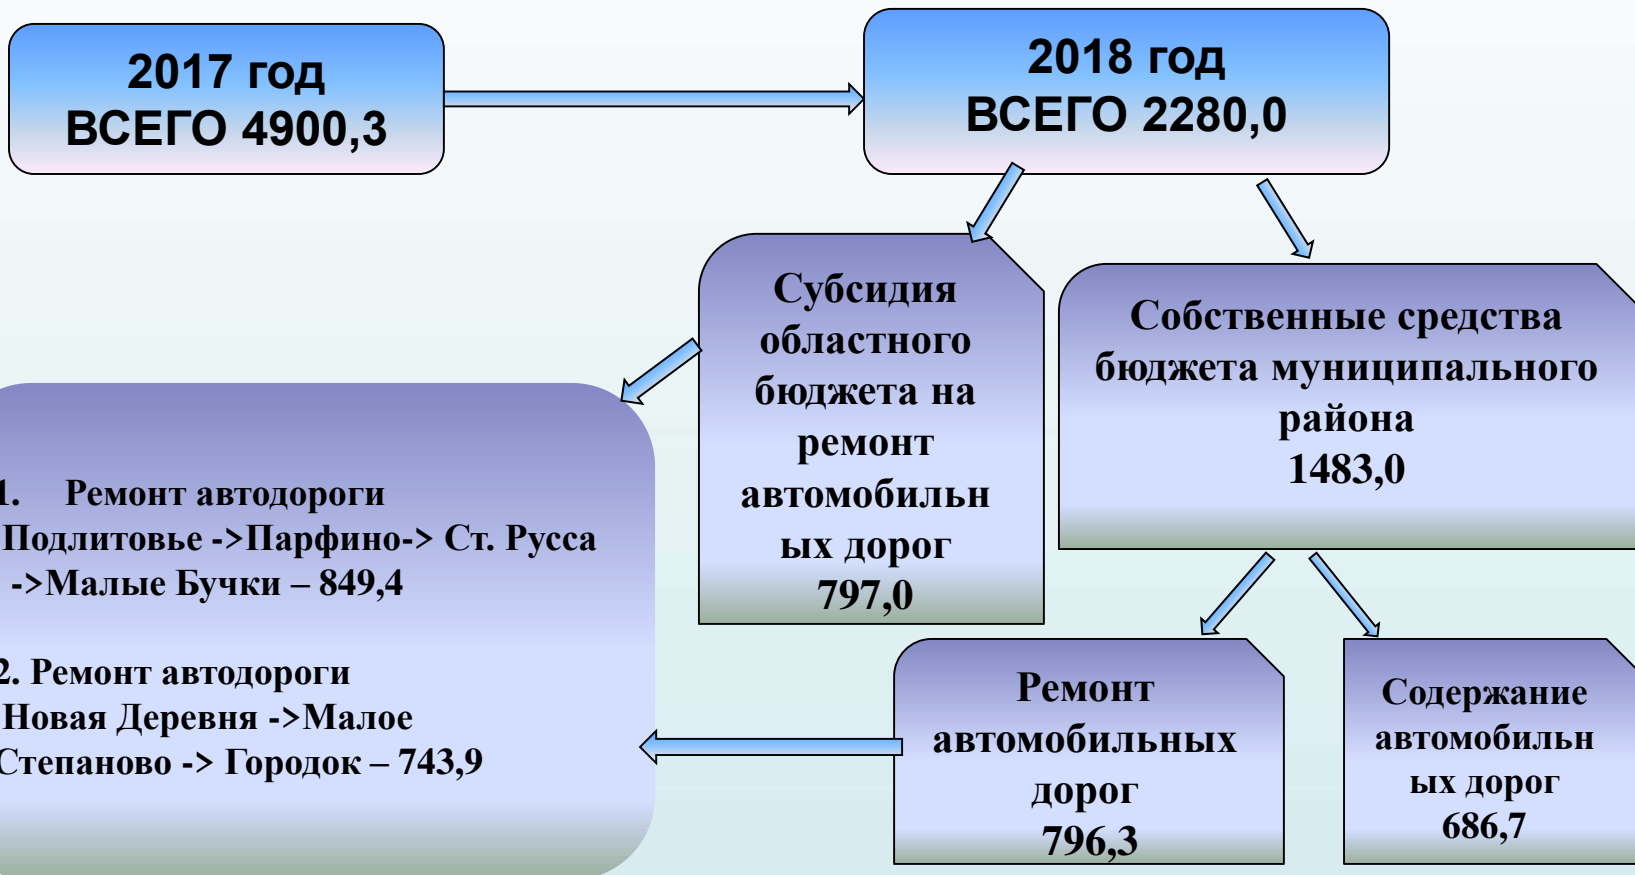 2017 год
ВСЕГО 4900,3
2018 год
ВСЕГО 2280,0
Субсидия
областного
бюджета на
ремонт
автомобильн
ых дорог
797,0
Собственные средства
бюджета муниципального
района
1483,0
1. Ремонт автодороги
Подлитовье ->Парфино-> Ст. Русса
->Малые Бучки – 849,4
2. Ремонт автодороги
Новая Деревня ->Малое
Степаново -> Городок – 743,9
Ремонт
автомобильных
дорог
796,3
Содержание
автомобильн
ых дорог
686,7